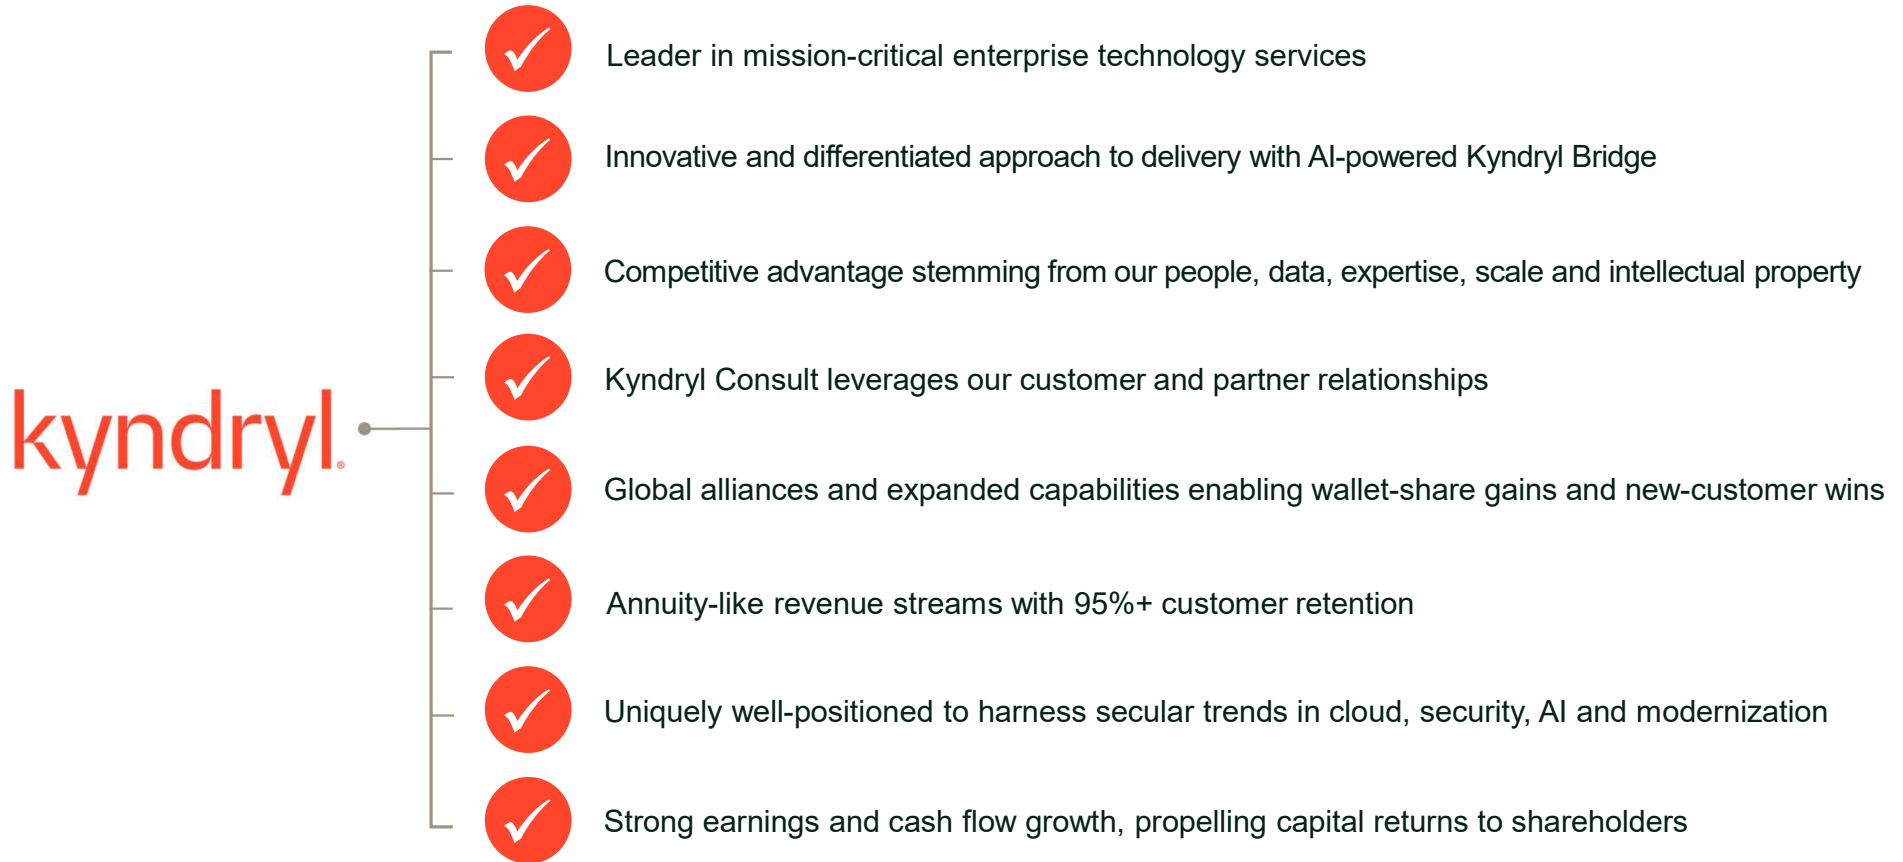 Leader in mission-critical enterprise technology services
Innovative and differentiated approach to delivery with AI-powered Kyndryl Bridge
Competitive advantage stemming from our people, data, expertise, scale and intellectual property
Kyndryl Consult leverages our customer and partner relationships
kyndryl®
Global alliances and expanded capabilities enabling wallet-share gains and new-customer wins
Annuity-like revenue streams with 95%+ customer retention
Uniquely well-positioned to harness secular trends in cloud, security, AI and modernization
Strong earnings and cash flow growth, propelling capital returns to shareholders